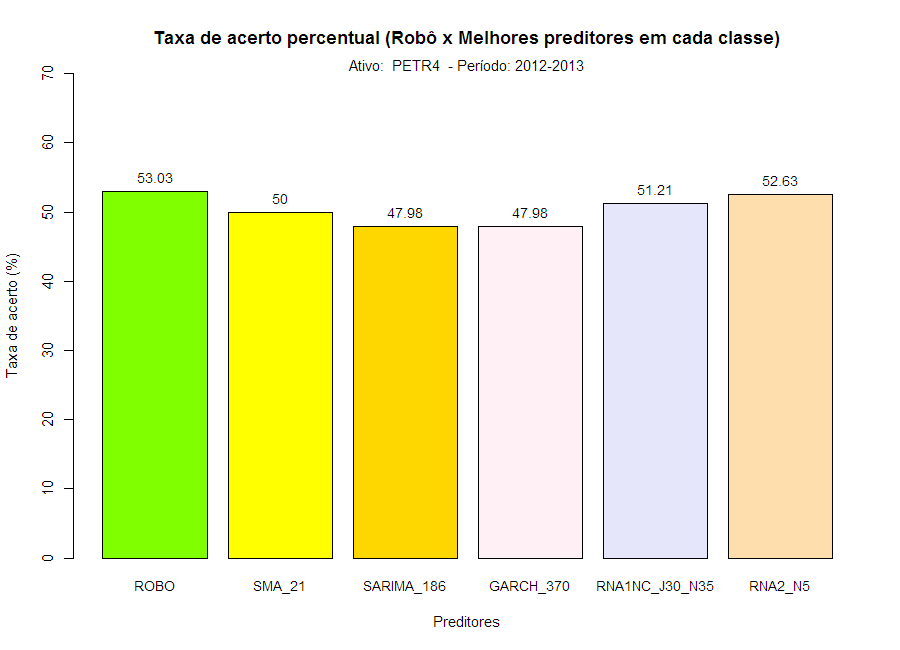 Taxa de acerto percentual (Robô x Melhores preditores em cada classe)
Ativo:  PETR4  - Período: 2012-2013
Taxa de acerto (%)
70
60
50
40
30
20
10
0
53.03
50
47.98
47.98
51.21
52.63
ROBO
SMA_21
SARIMA_186
GARCH_370
RNA1NC_J30_N35
RNA2_N5
Preditores